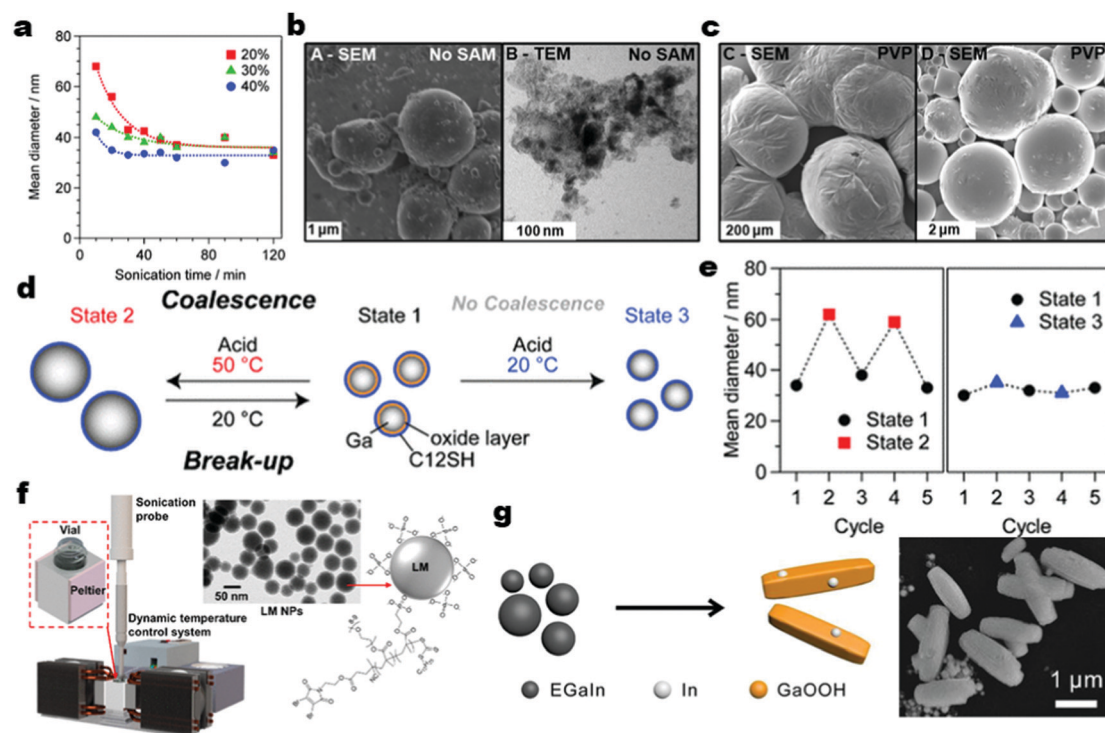 a
80
60
40
20
0
Mean diameter / nm
20%
30%
40%
0 40 80 120
Sonication time / min
b
A - SEM No SAM
1 µm
B - TEM No SAM
100 nm
c
C - SEM PVP
200 µm
D - SEM PVP
2 µm
d
State 2
Coalescence
Acid
50 °C
20 °C
Break-up
State 1
Ga
oxide layer
C12SH
No Coalescence
Acid
20 °C
State 3
e
80
60
40
20
0
Mean diameter / nm
State 1
State 2
State 1
State 3
1 2 3 4 5
1 2 3 4 5
Cycle
Cycle
f
Sonication
probe
Vial
Peltier
Dynamic temperature
control system
50 nm
LM NPs
LM
g
EGaIn
In
GaOOH
1 µm